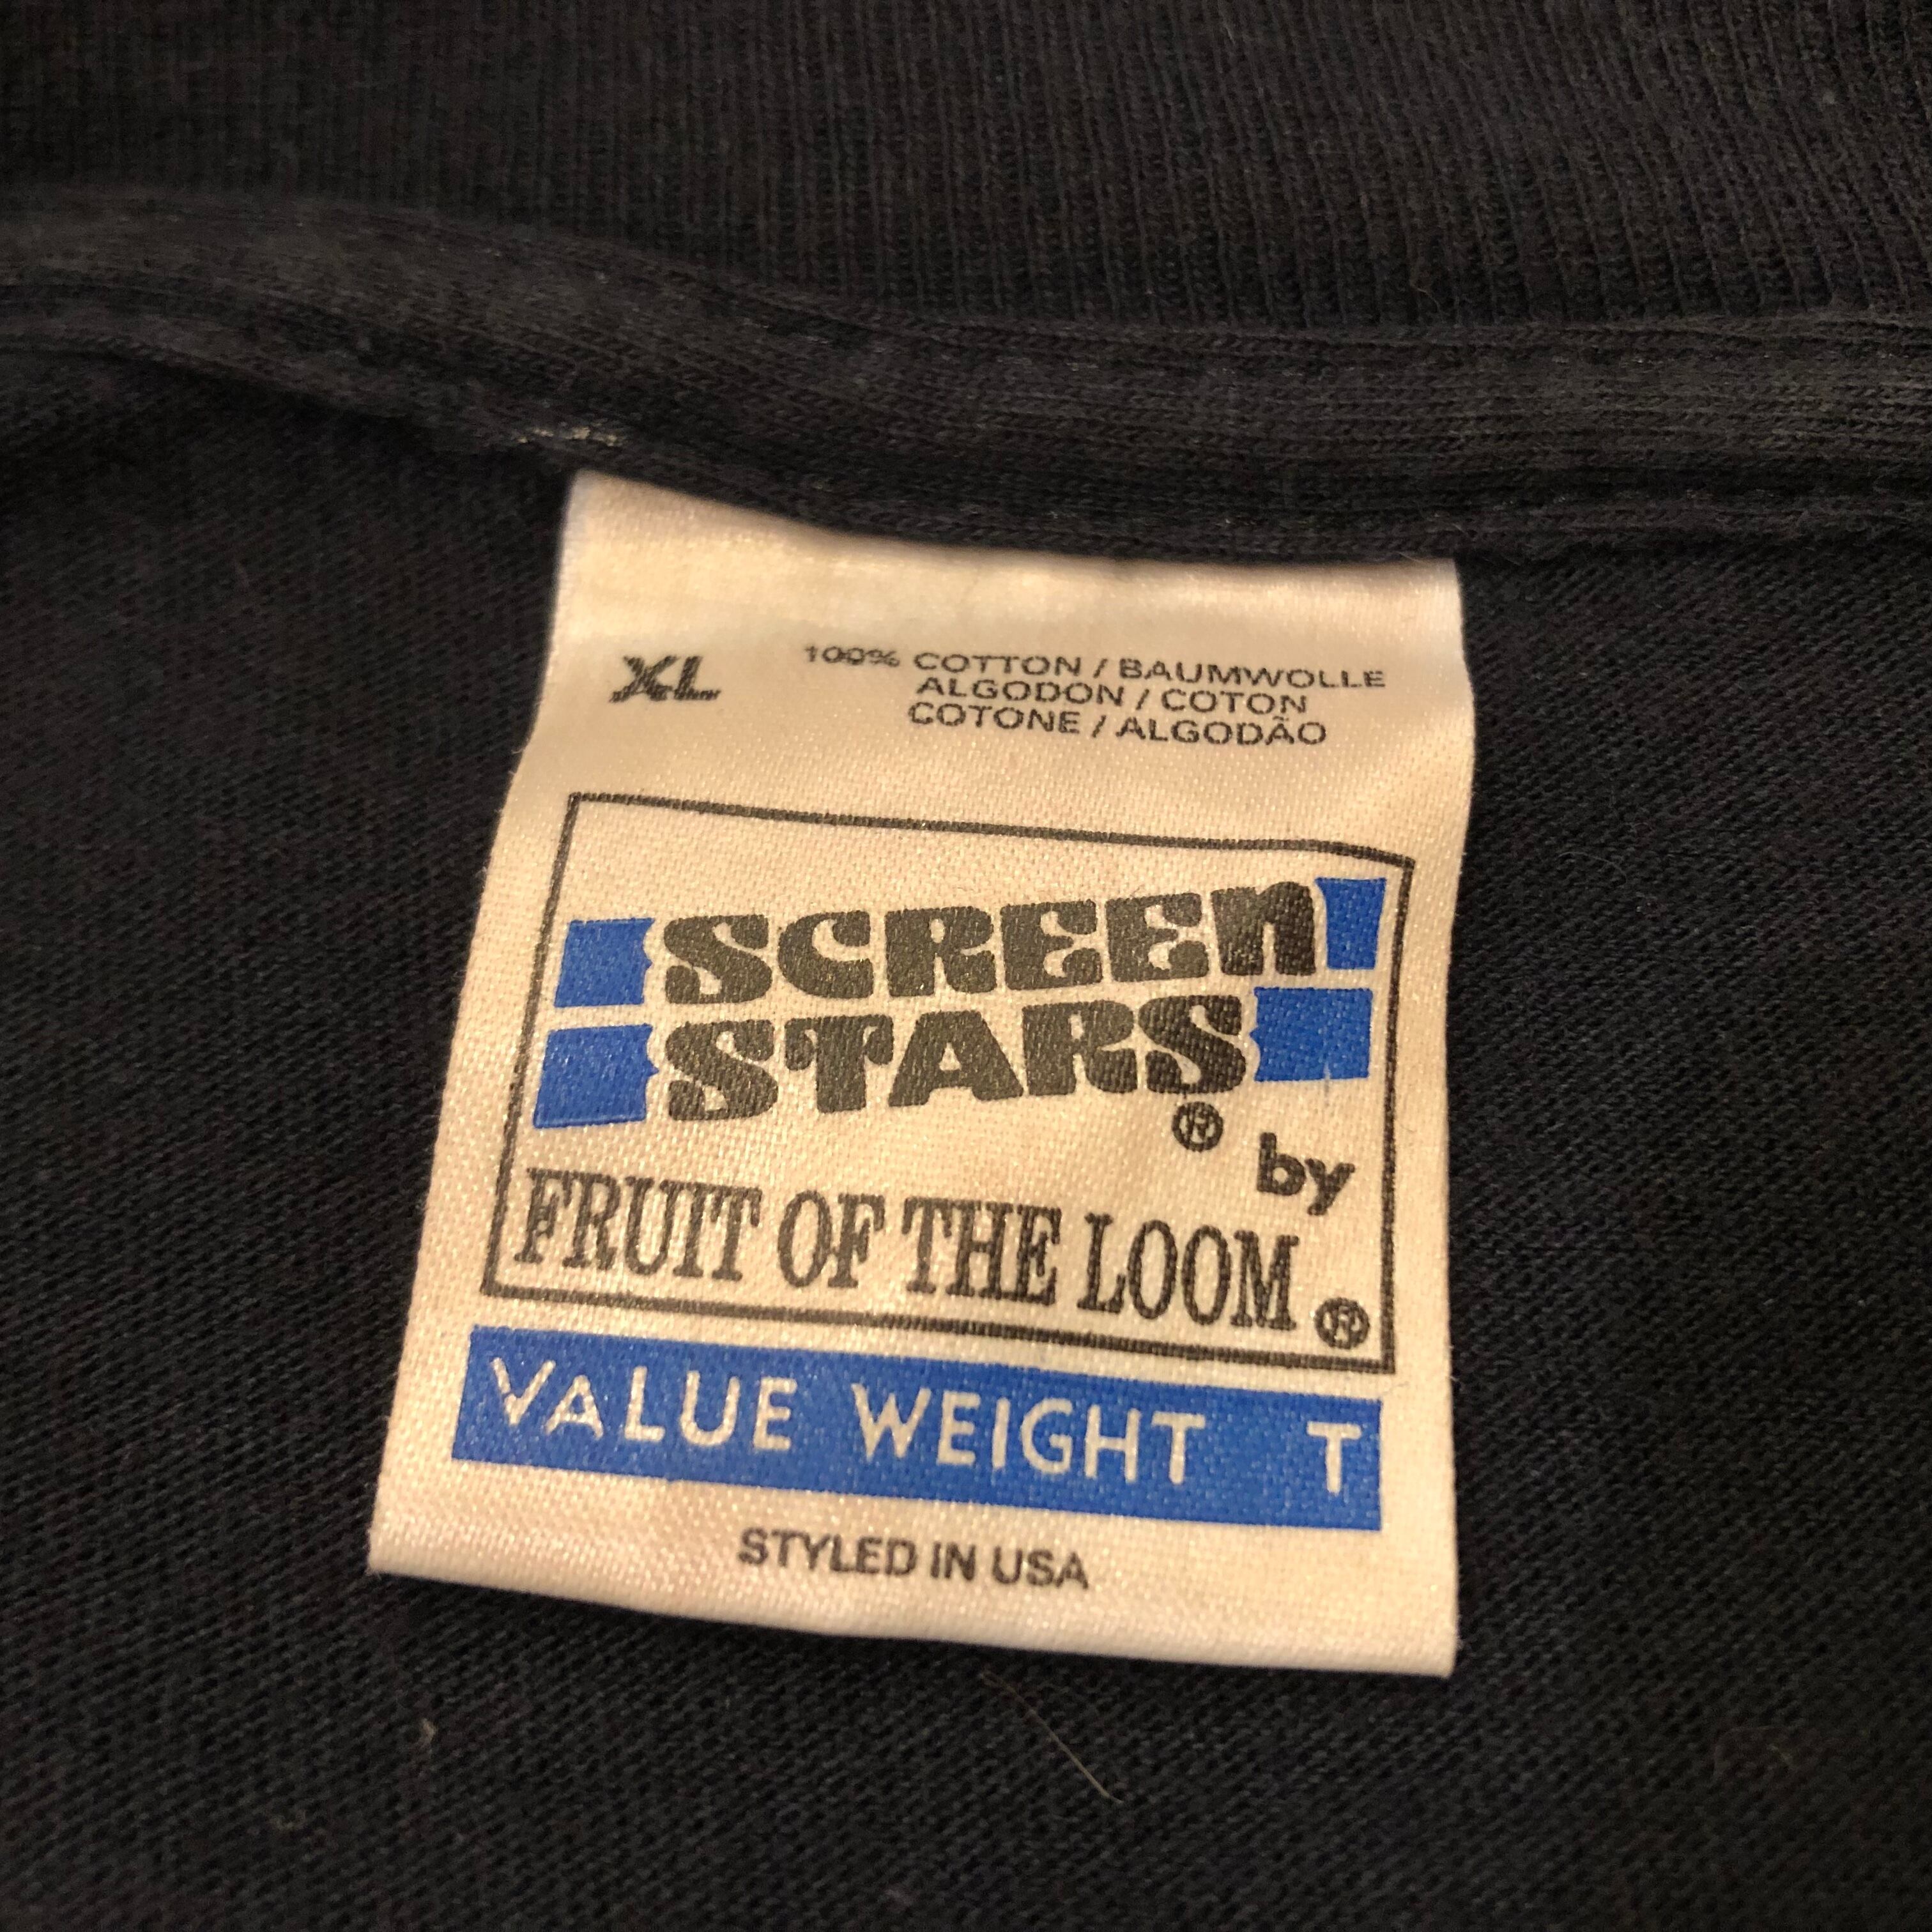 XL
100% COTTON / BAUMWOLLE
ALGODON / COTON
COTONE / ALGODÃO
SCREEN
STARS®
by
FRUIT OF THE LOOM®
VALUE WEIGHT T
STYLED IN USA